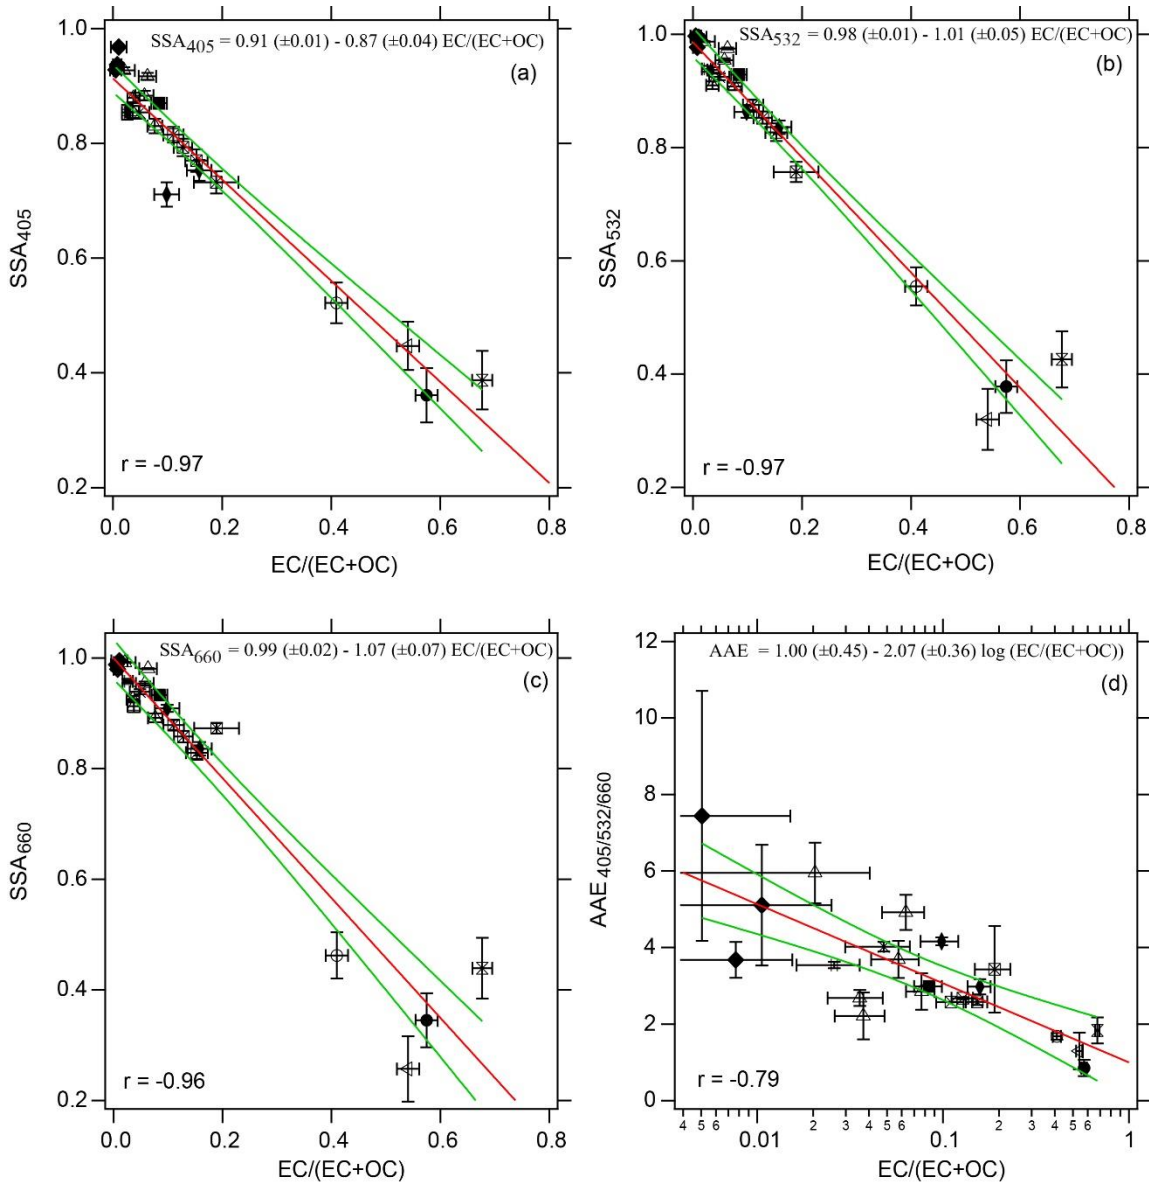 SSA405 = 0.91 (±0.01) - 0.87 (±0.04) EC/(EC+OC)
(a)
1.0
0.8
0.6
0.4
0.2
SSA405
r = -0.97
0.0 0.2 0.4 0.6 0.8
EC/(EC+OC)
SSA532 = 0.98 (±0.01) - 1.01 (±0.05) EC/(EC+OC)
(b)
1.0
0.8
0.6
0.4
0.2
SSA532
r = -0.97
0.0 0.2 0.4 0.6 0.8
EC/(EC+OC)
SSA660 = 0.99 (±0.02) - 1.07 (±0.07) EC/(EC+OC)
(c)
1.0
0.8
0.6
0.4
0.2
SSA660
r = -0.96
0.0 0.2 0.4 0.6 0.8
EC/(EC+OC)
AAE = 1.00 (±0.45) - 2.07 (±0.36) log (EC/(EC+OC))
(d)
12
10
8
6
4
2
0
AAE405/532/660
r = -0.79
4 5 6 0.01 2 3 4 5 6 0.1 2 3 4 5 6 1
EC/(EC+OC)